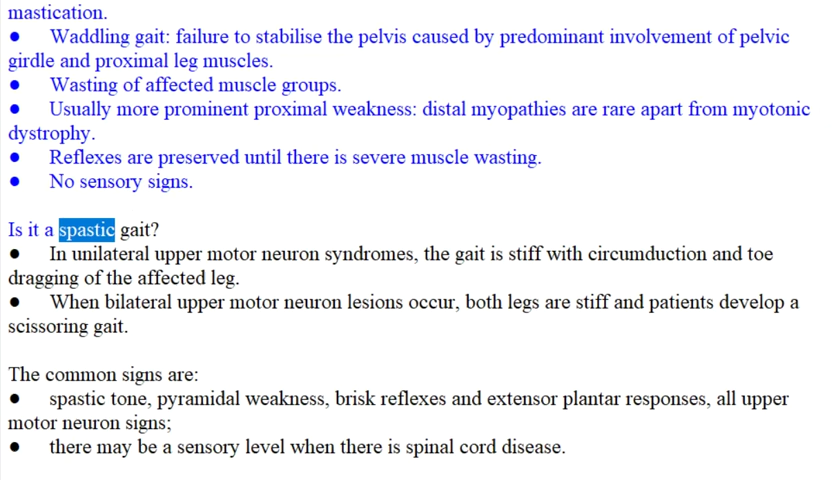 mastication.
● Waddling gait: failure to stabilise the pelvis caused by predominant involvement of pelvic
girdle and proximal leg muscles.
● Wasting of affected muscle groups.
● Usually more prominent proximal weakness: distal myopathies are rare apart from myotonic
dystrophy.
● Reflexes are preserved until there is severe muscle wasting.
● No sensory signs.
Is it a spastic gait?
● In unilateral upper motor neuron syndromes, the gait is stiff with circumduction and toe
dragging of the affected leg.
● When bilateral upper motor neuron lesions occur, both legs are stiff and patients develop a
scissoring gait.
The common signs are:
● spastic tone, pyramidal weakness, brisk reflexes and extensor plantar responses, all upper
motor neuron signs;
● there may be a sensory level when there is spinal cord disease.